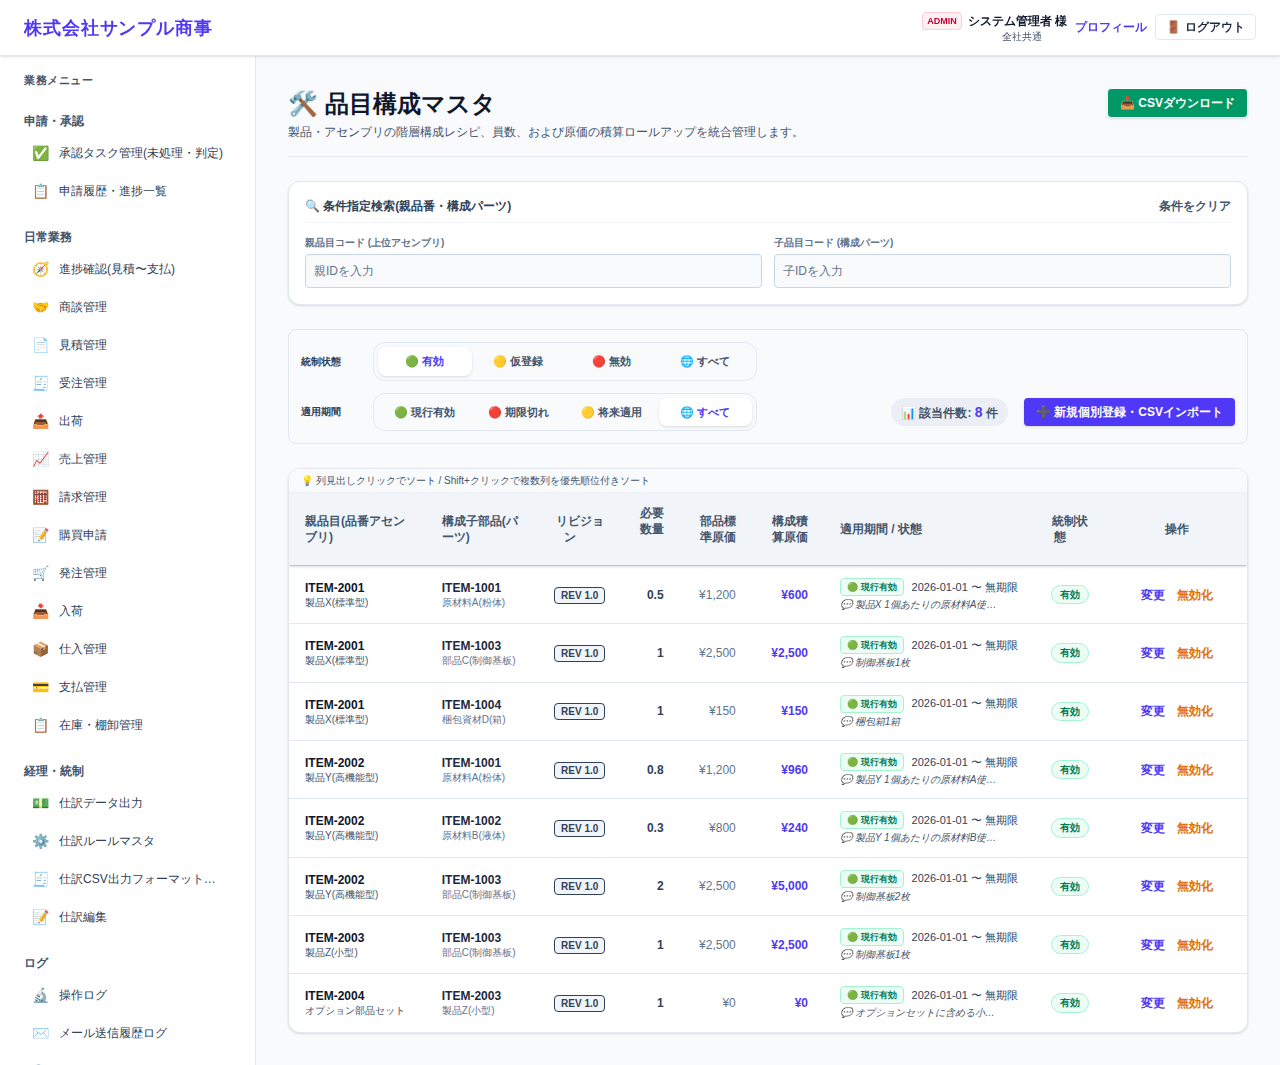 株式会社サンプル商事
ADMIN システム管理者 様
全社共通
プロフィール
🚪 ログアウト
業務メニュー
申請・承認
✅ 承認タスク管理(未処理・判定)
📋 申請履歴・進捗一覧
日常業務
🧭 進捗確認(見積〜支払)
🤝 商談管理
📄 見積管理
🧾 受注管理
📤 出荷
📈 売上管理
🧮 請求管理
📝 購買申請
🛒 発注管理
📥 入荷
📦 仕入管理
💳 支払管理
📋 在庫・棚卸管理
経理・統制
💵 仕訳データ出力
⚙️ 仕訳ルールマスタ
🧾 仕訳CSV出力フォーマット…
📝 仕訳編集
ログ
🔬 操作ログ
✉️ メール送信履歴ログ
🛠️ 品目構成マスタ
製品・アセンブリの階層構成レシピ、員数、および原価の積算ロールアップを統合管理します。
📥 CSVダウンロード
🔍 条件指定検索(親品番・構成パーツ)
条件をクリア
親品目コード (上位アセンブリ)
子品目コード (構成パーツ)
親IDを入力
子IDを入力
統制状態 🟢 有効 🟡 仮登録 🔴 無効 🌐 すべて
適用期間 🟢 現行有効 🔴 期限切れ 🟡 将来適用 🌐 すべて
📊 該当件数: 8 件
➕ 新規個別登録・CSVインポート
💡 列見出しクリックでソート / Shift+クリックで複数列を優先順位付きソート
親品目(品番アセンブリ) 構成子部品(パーツ) リビジョン 必要数量 部品標準原価 構成積算原価 適用期間 / 状態 統制状態 操作
ITEM-2001 ITEM-1001 REV 1.0 0.5 ¥1,200 ¥600 🟢 現行有効 2026-01-01 〜 無期限 有効 変更 無効化
製品X(標準型) 原材料A(粉体) 💬 製品X 1個あたりの原材料A使…
ITEM-2001 ITEM-1003 REV 1.0 1 ¥2,500 ¥2,500 🟢 現行有効 2026-01-01 〜 無期限 有効 変更 無効化
製品X(標準型) 部品C(制御基板) 💬 制御基板1枚
ITEM-2001 ITEM-1004 REV 1.0 1 ¥150 ¥150 🟢 現行有効 2026-01-01 〜 無期限 有効 変更 無効化
製品X(標準型) 梱包資材D(箱) 💬 梱包箱1箱
ITEM-2002 ITEM-1001 REV 1.0 0.8 ¥1,200 ¥960 🟢 現行有効 2026-01-01 〜 無期限 有効 変更 無効化
製品Y(高機能型) 原材料A(粉体) 💬 製品Y 1個あたりの原材料A使…
ITEM-2002 ITEM-1002 REV 1.0 0.3 ¥800 ¥240 🟢 現行有効 2026-01-01 〜 無期限 有効 変更 無効化
製品Y(高機能型) 原材料B(液体) 💬 製品Y 1個あたりの原材料B使…
ITEM-2002 ITEM-1003 REV 1.0 2 ¥2,500 ¥5,000 🟢 現行有効 2026-01-01 〜 無期限 有効 変更 無効化
製品Y(高機能型) 部品C(制御基板) 💬 制御基板2枚
ITEM-2003 ITEM-1003 REV 1.0 1 ¥2,500 ¥2,500 🟢 現行有効 2026-01-01 〜 無期限 有効 変更 無効化
製品Z(小型) 部品C(制御基板) 💬 制御基板1枚
ITEM-2004 ITEM-2003 REV 1.0 1 ¥0 ¥0 🟢 現行有効 2026-01-01 〜 無期限 有効 変更 無効化
オプション部品セット 製品Z(小型) 💬 オプションセットに含める小…